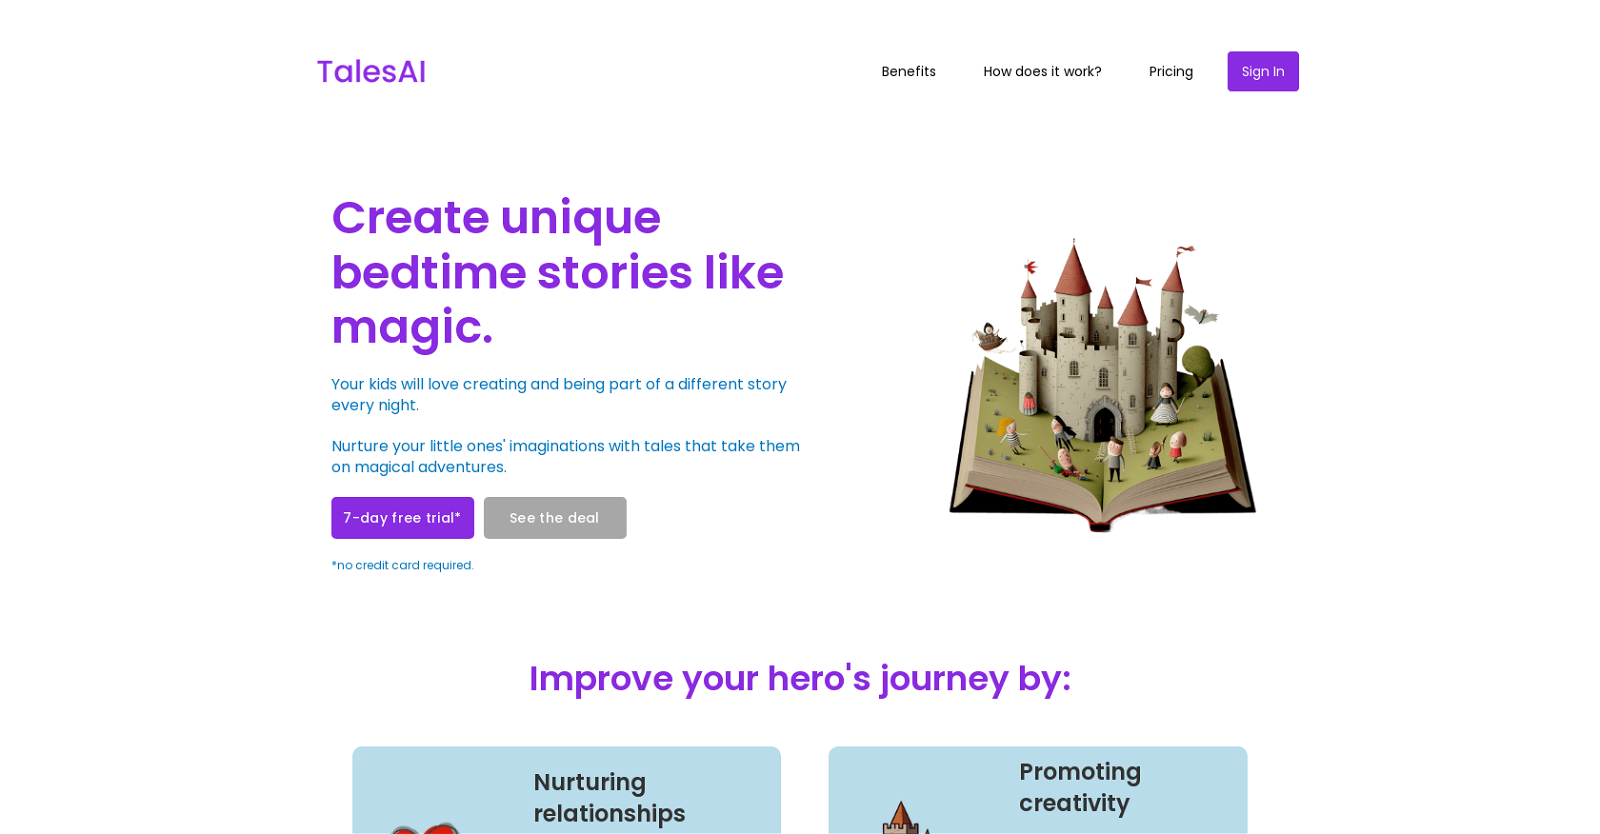 TalesAI
Benefits
How does it work?
Pricing
Sign In
Create unique
bedtime stories like
magic.
Your kids will love creating and being part of a different story
every night.
Nurture your little ones' imaginations with tales that take them
on magical adventures.
7-day free trial*
See the deal
*no credit card required.
Improve your hero's journey by:
Nurturing
relationships
Promoting
creativity